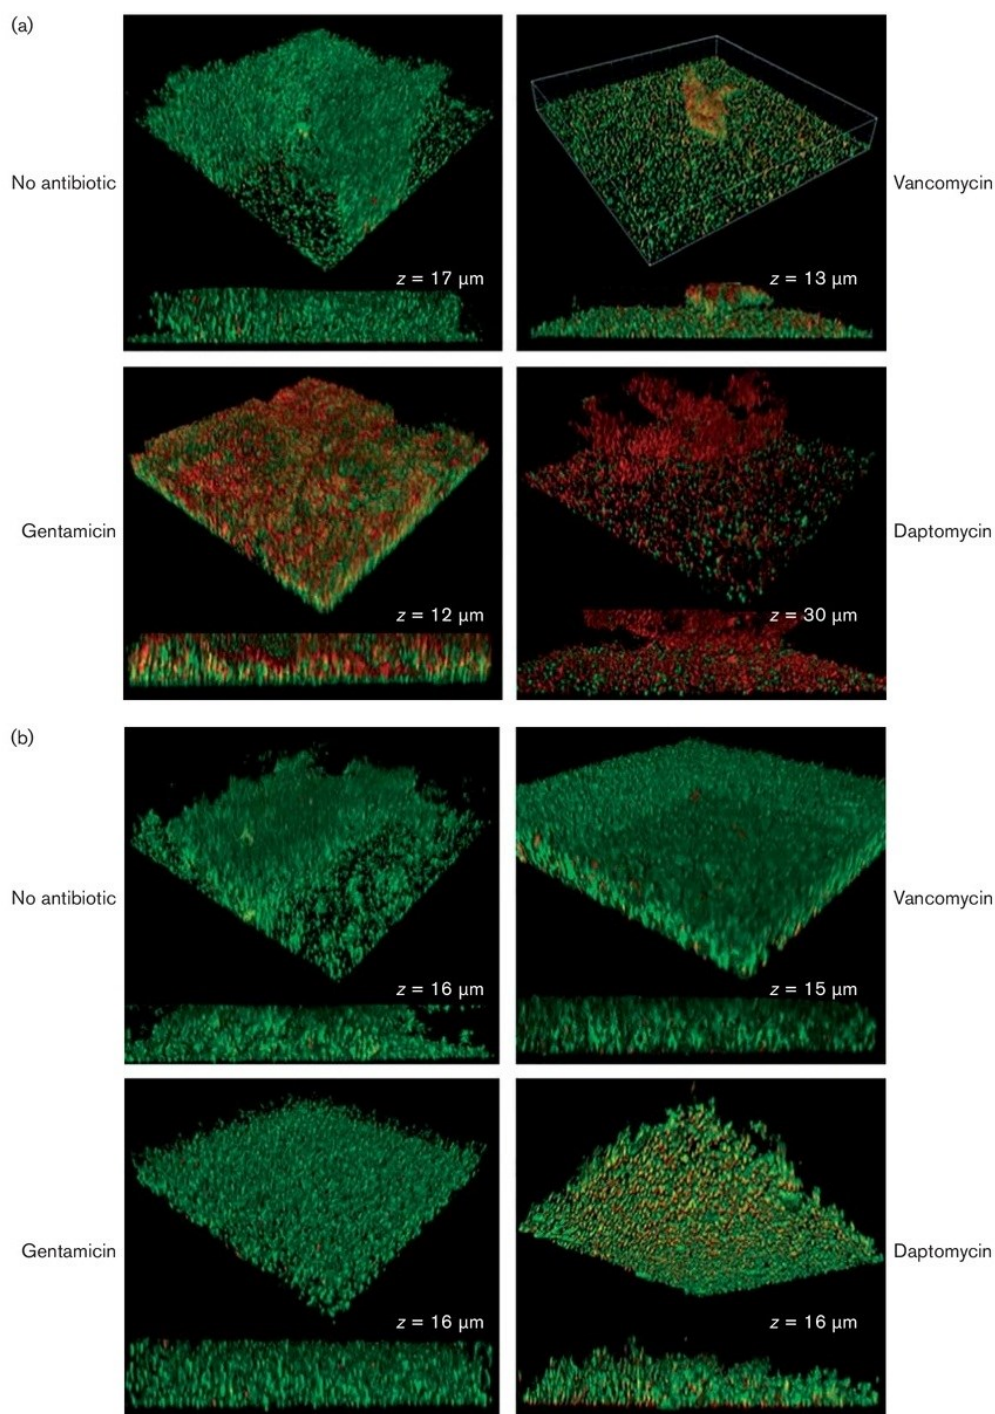 (a)
No antibiotic
Vancomycin
z = 17 µm
z = 13 µm
Gentamicin
Daptomycin
z = 12 µm
z = 30 µm
(b)
No antibiotic
Vancomycin
z = 16 µm
z = 15 µm
Gentamicin
Daptomycin
z = 16 µm
z = 16 µm